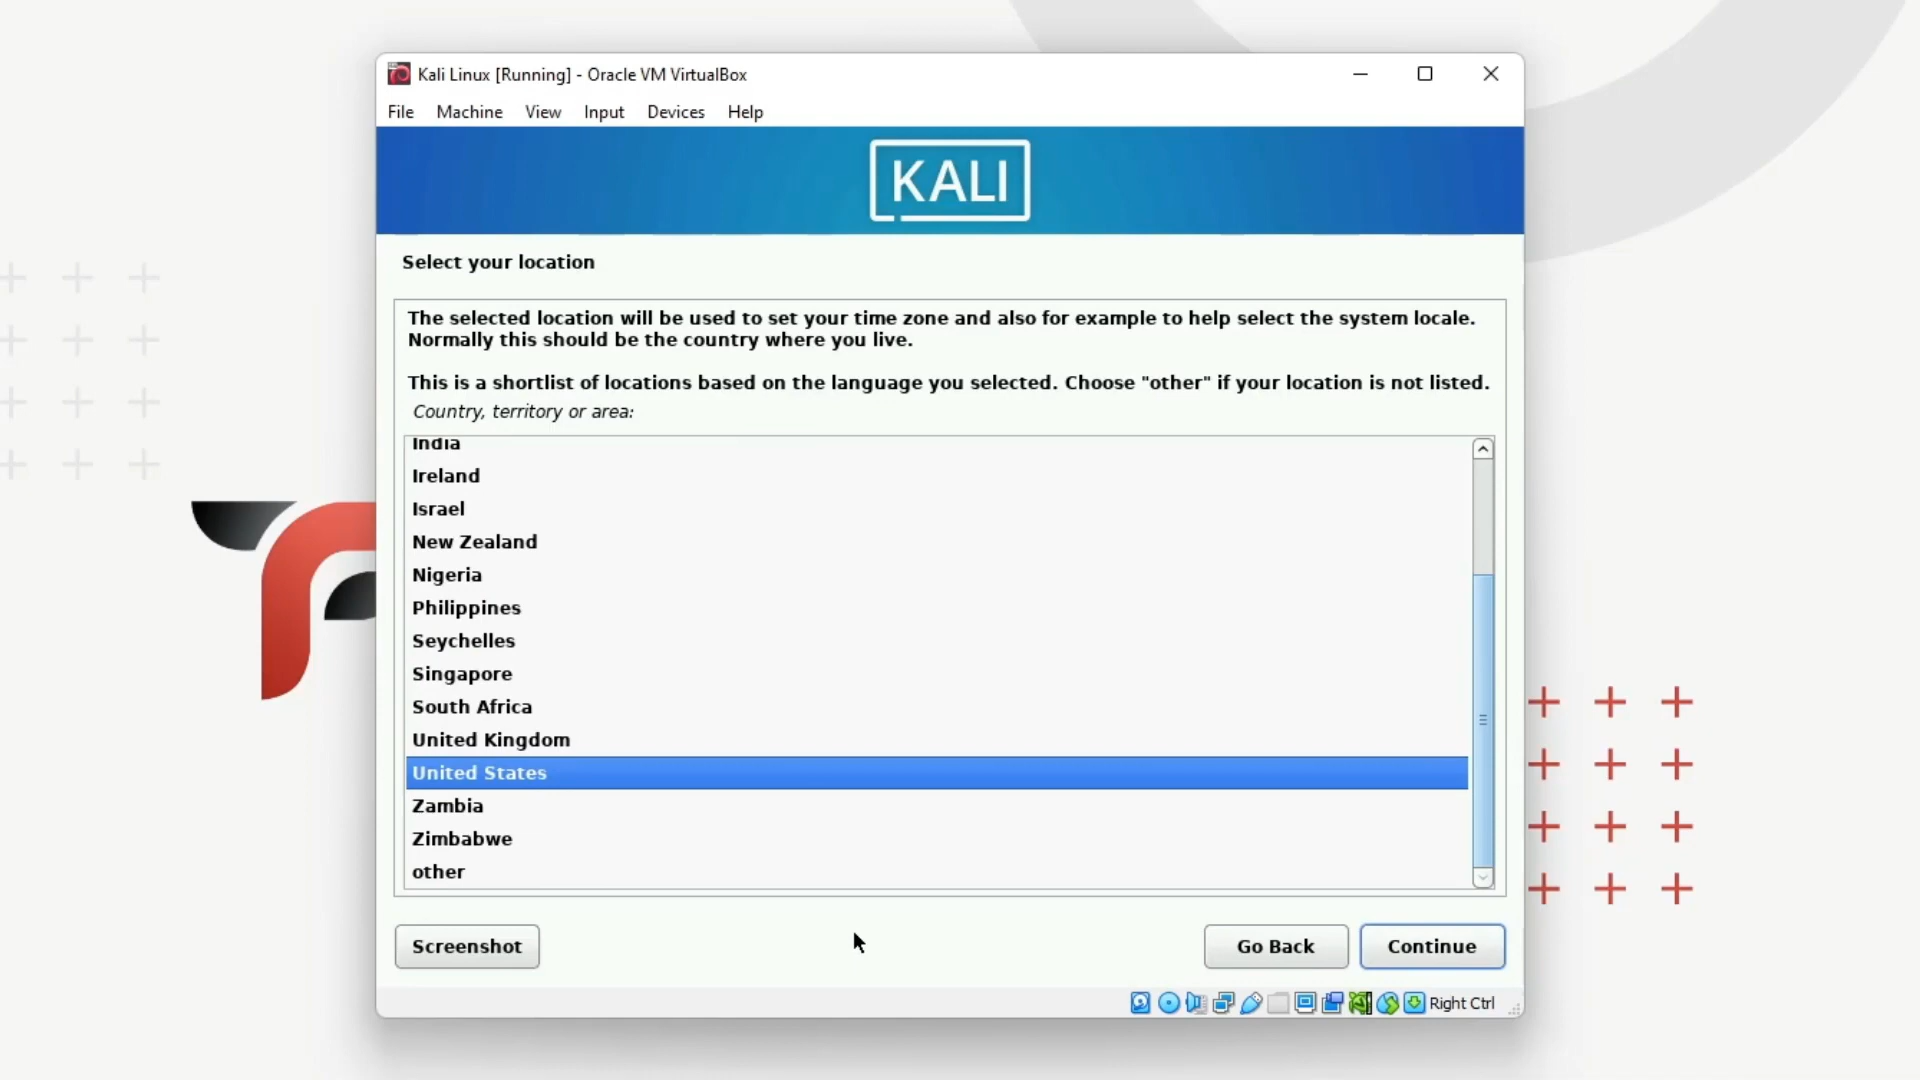 Kali Linux [Running] - Oracle VM VirtualBox
File Machine View Input Devices Help
KALI
Select your location
The selected location will be used to set your time zone and also for example to help select the system locale.
Normally this should be the country where you live.
This is a shortlist of locations based on the language you selected. Choose "other" if your location is not listed.
Country, territory or area:
India
Ireland
Israel
New Zealand
Nigeria
Philippines
Seychelles
Singapore
South Africa
United Kingdom
United States
Zambia
Zimbabwe
other
Screenshot Go Back Continue
Right Ctrl